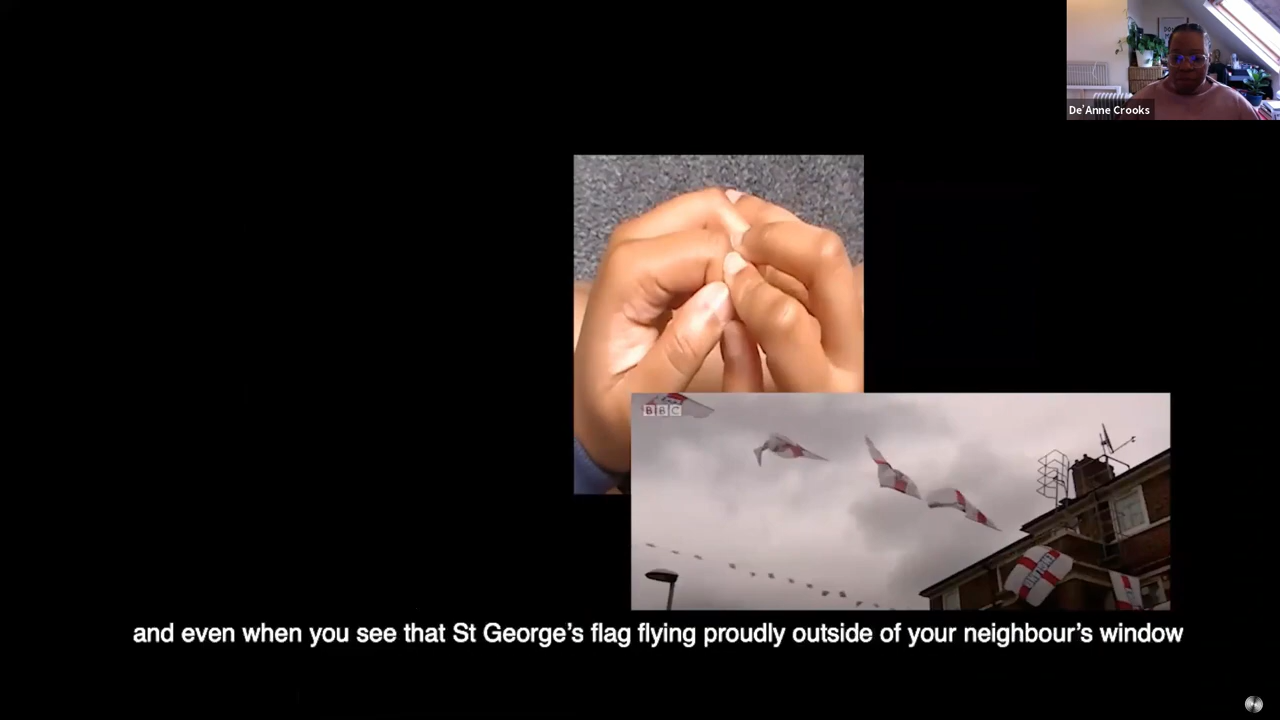 De'Anne Crooks
BBC
ENGLAND
and even when you see that St George's flag flying proudly outside of your neighbour's window